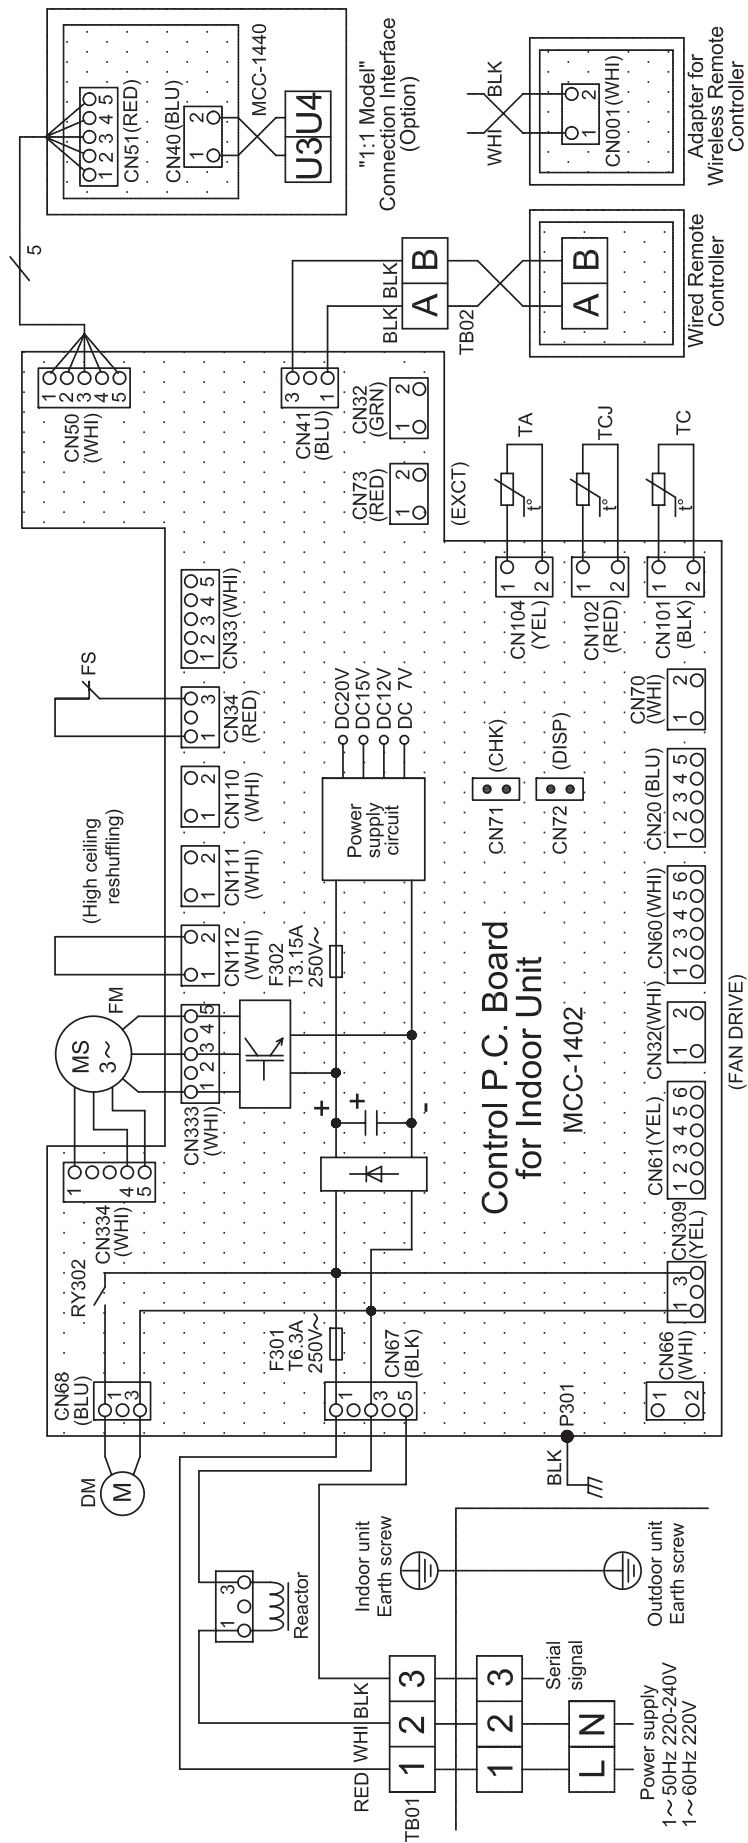 MCC-1440
1 2 3 4 5
CN51(RED)
1 2
CN40(BLU)
U3 U4
"1:1 Model"
Connection Interface
(Option)
5
WHI
BLK
1 2
CN001(WHI)
Adapter for
Wireless Remote
Controller
1 2 3 4 5
CN50
(WHI)
3 1
CN41
(BLU)
BLK BLK
A B
TB02
A B
Wired Remote
Controller
1 2
CN32
(GRN)
1 2
CN73
(RED)
(EXCT)
1 2
CN104
(YEL)
t°
TA
1 2
CN102
(RED)
t°
TCJ
1 2
CN101
(BLK)
t°
TC
1 2 3 4 5
CN33(WHI)
FS
1 3
CN34
(RED)
1 2
CN110
(WHI)
1 2
CN111
(WHI)
1 2
CN112
(WHI)
(High ceiling
reshuffling)
DC20V
DC15V
DC12V
DC 7V
Power
supply
circuit
F302
T3.15A
250V~
CN71
(CHK)
CN72
(DISP)
1 2
CN70
(WHI)
1 2 3 4 5
CN20(BLU)
1 2 3 4 5 6
CN60(WHI)
1 2
CN32(WHI)
(FAN DRIVE)
1 2 3 4 5 6
CN61(YEL)
1 3
CN309
(YEL)
1 2
CN66
(WHI)
Control P.C. Board
for Indoor Unit
MCC-1402
MS
3~
FM
1 2 3 4 5
CN333
(WHI)
1 4 5
CN334
(WHI)
+
+
-
RY302
F301
T6.3A
250V~
1 3
CN68
(BLU)
1 3 5
CN67
(BLK)
DM
M
P301
BLK
1 3
Reactor
Indoor unit
Earth screw
Outdoor unit
Earth screw
RED WHI BLK
1 2 3
TB01
1 2 3
Serial
signal
L N
Power supply
1~50Hz 220-240V
1~60Hz 220V